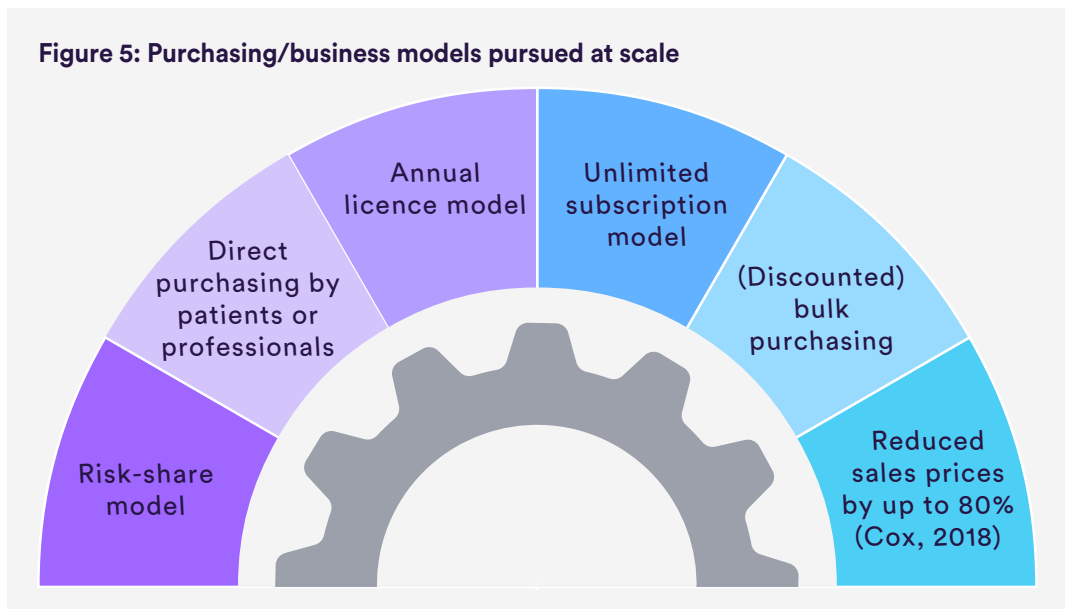 Figure 5: Purchasing/business models pursued at scale
Risk-share
model
Direct
purchasing by
patients or
professionals
Annual
licence model
Unlimited
subscription
model
(Discounted)
bulk
purchasing
Reduced
sales prices
by up to 80%
(Cox, 2018)